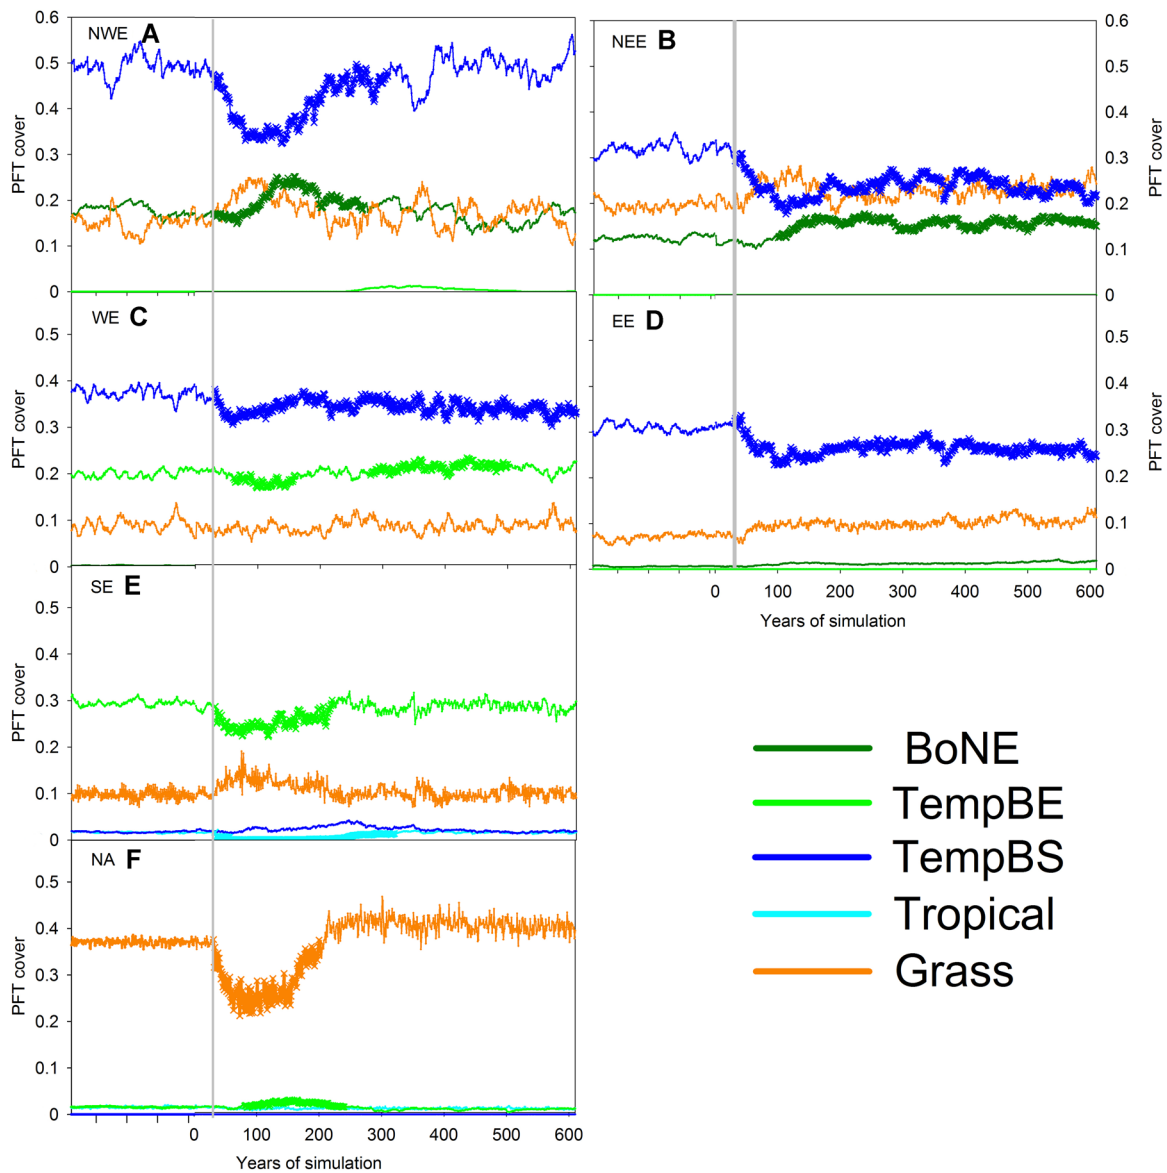 NWE A
0.6
0.5
0.4
0.3
0.2
0.1
0
PFT cover
NEE B
0.6
0.5
0.4
0.3
0.2
0.1
0
PFT cover
WE C
0.5
0.4
0.3
0.2
0.1
0
PFT cover
EE D
0.5
0.4
0.3
0.2
0.1
0
PFT cover
0 100 200 300 400 500 600
Years of simulation
SE E
0.5
0.4
0.3
0.2
0.1
0
PFT cover
NA F
0.5
0.4
0.3
0.2
0.1
0
PFT cover
0 100 200 300 400 500 600
Years of simulation
BoNE
TempBE
TempBS
Tropical
Grass